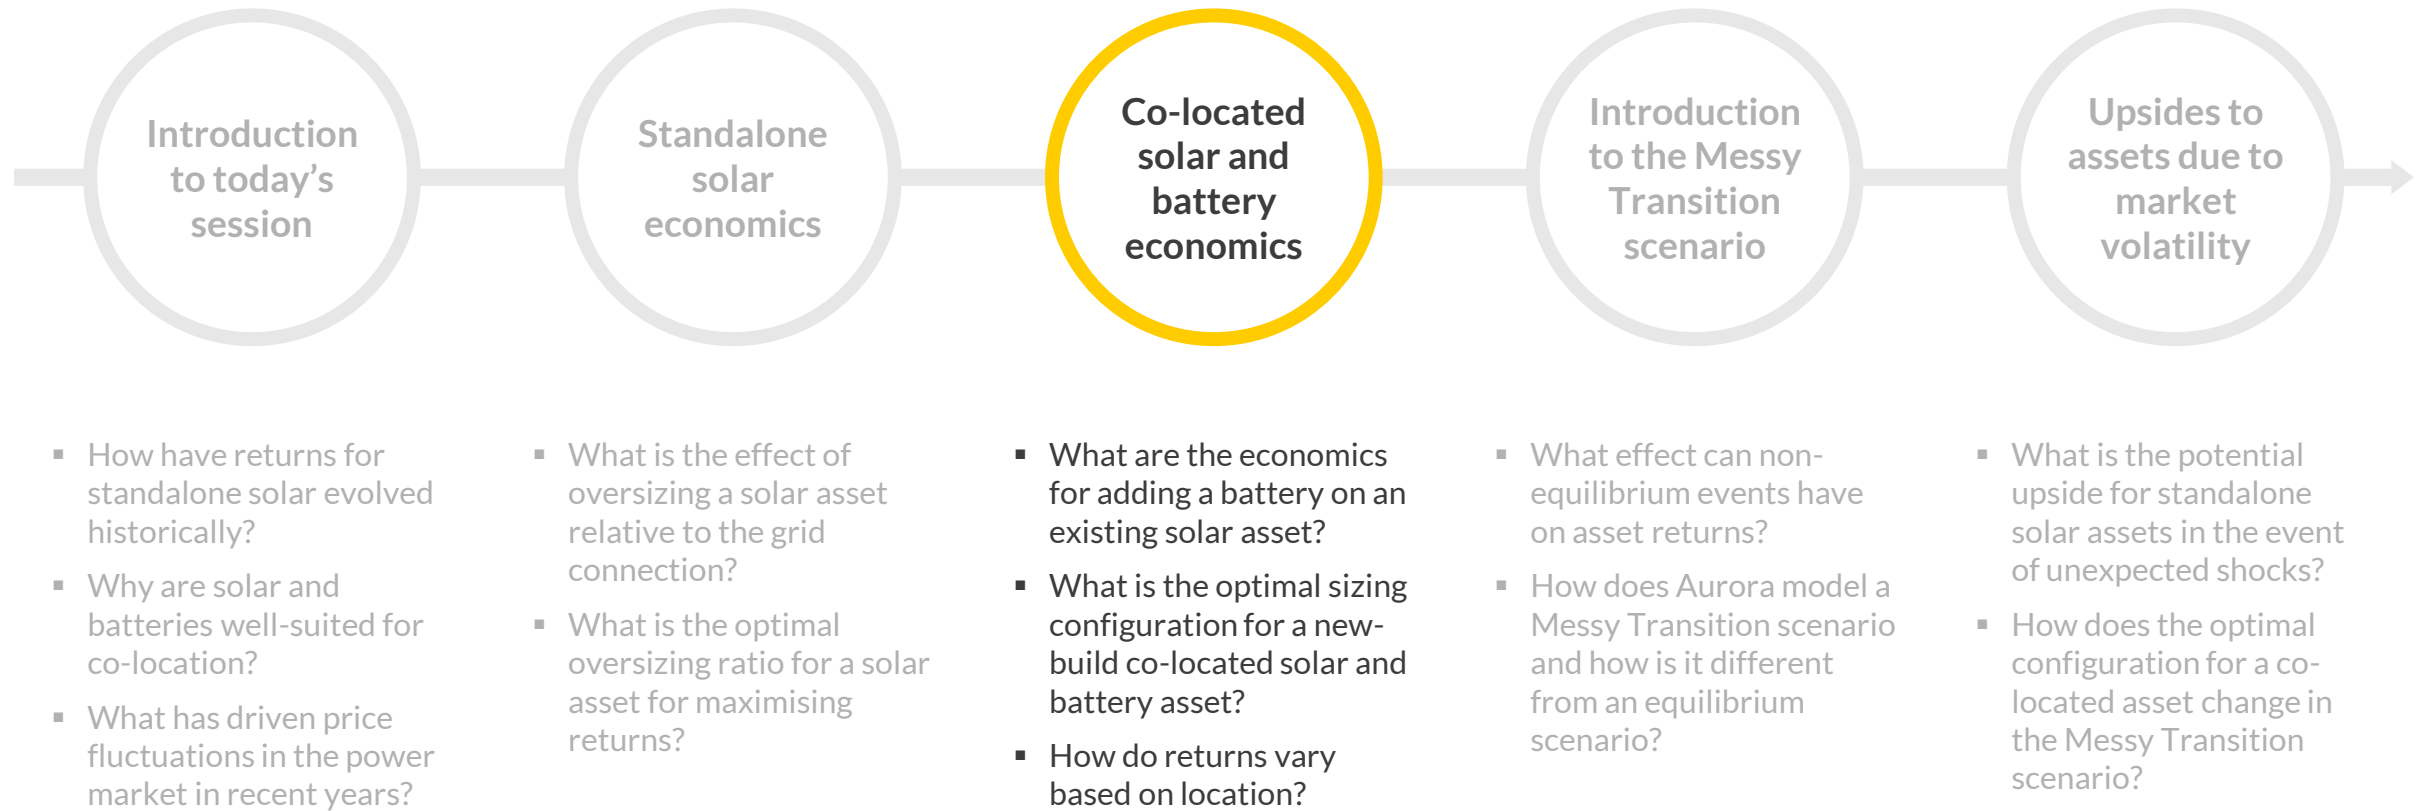 Introduction
to today’s
session
Standalone
solar
economics
Co-located
solar and
battery
economics
Introduction
to the Messy
Transition
scenario
Upsides to
assets due to
market
volatility
▪ How have returns for
standalone solar evolved
historically?
▪ Why are solar and
batteries well-suited for
co-location?
▪ What has driven price
fluctuations in the power
market in recent years?
▪ What is the effect of
oversizing a solar asset
relative to the grid
connection?
▪ What is the optimal
oversizing ratio for a solar
asset for maximising
returns?
▪ What are the economics
for adding a battery on an
existing solar asset?
▪ What is the optimal sizing
configuration for a new-
build co-located solar and
battery asset?
▪ How do returns vary
based on location?
▪ What effect can non-
equilibrium events have
on asset returns?
▪ How does Aurora model a
Messy Transition scenario
and how is it different
from an equilibrium
scenario?
▪ What is the potential
upside for standalone
solar assets in the event
of unexpected shocks?
▪ How does the optimal
configuration for a co-
located asset change in
the Messy Transition
scenario?